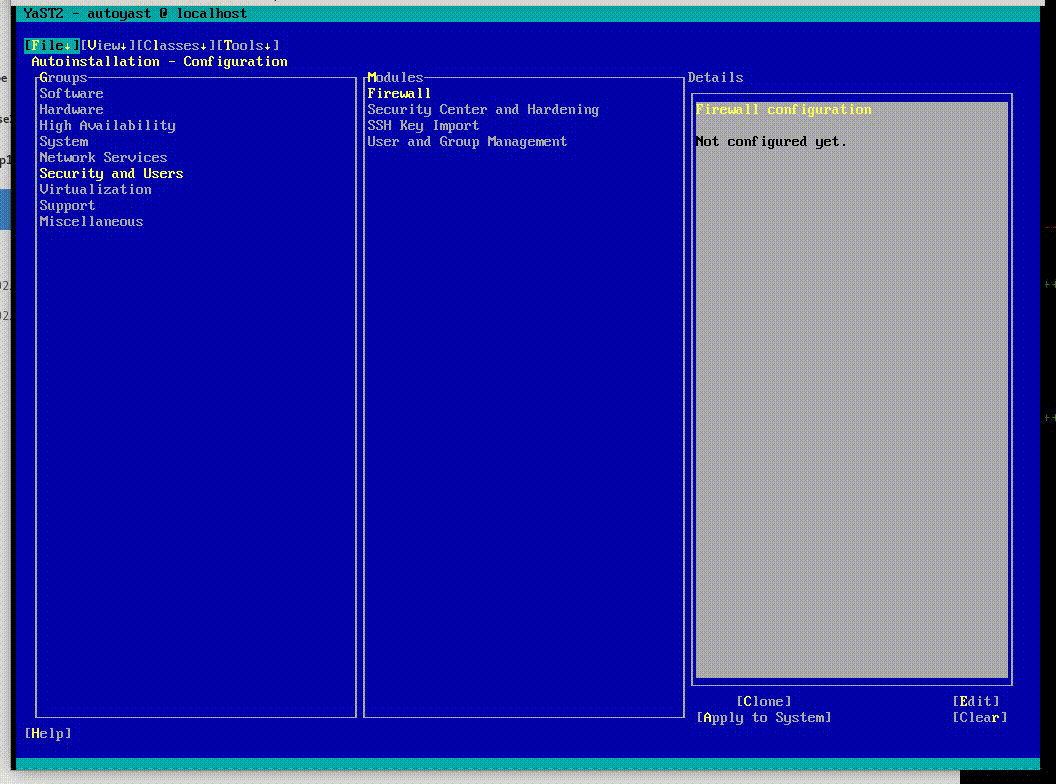 YaST2 - autoyast @ localhost
[File↓][View↓][Classes↓][Tools↓]
Autoinstallation - Configuration
Groups
Software
Hardware
High Availability
System
Network Services
Security and Users
Virtualization
Support
Miscellaneous
Modules
Firewall
Security Center and Hardening
SSH Key Import
User and Group Management
Details
Firewall configuration
Not configured yet.
[Clone] [Edit]
[Apply to System] [Clear]
[Help]